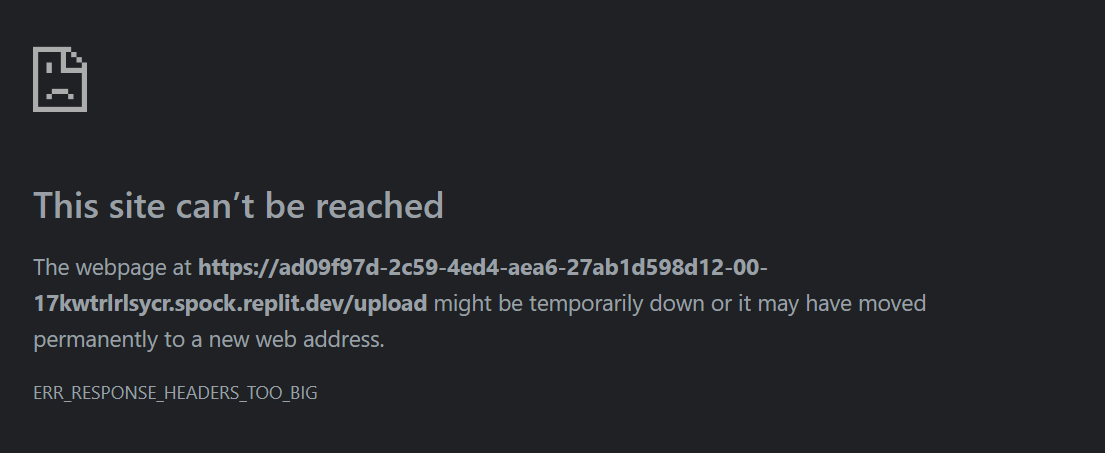 This site can’t be reached
The webpage at https://ad09f97d-2c59-4ed4-aea6-27ab1d598d12-00-
17kwtrlrlsycr.spock.replit.dev/upload might be temporarily down or it may have moved
permanently to a new web address.
ERR_RESPONSE_HEADERS_TOO_BIG